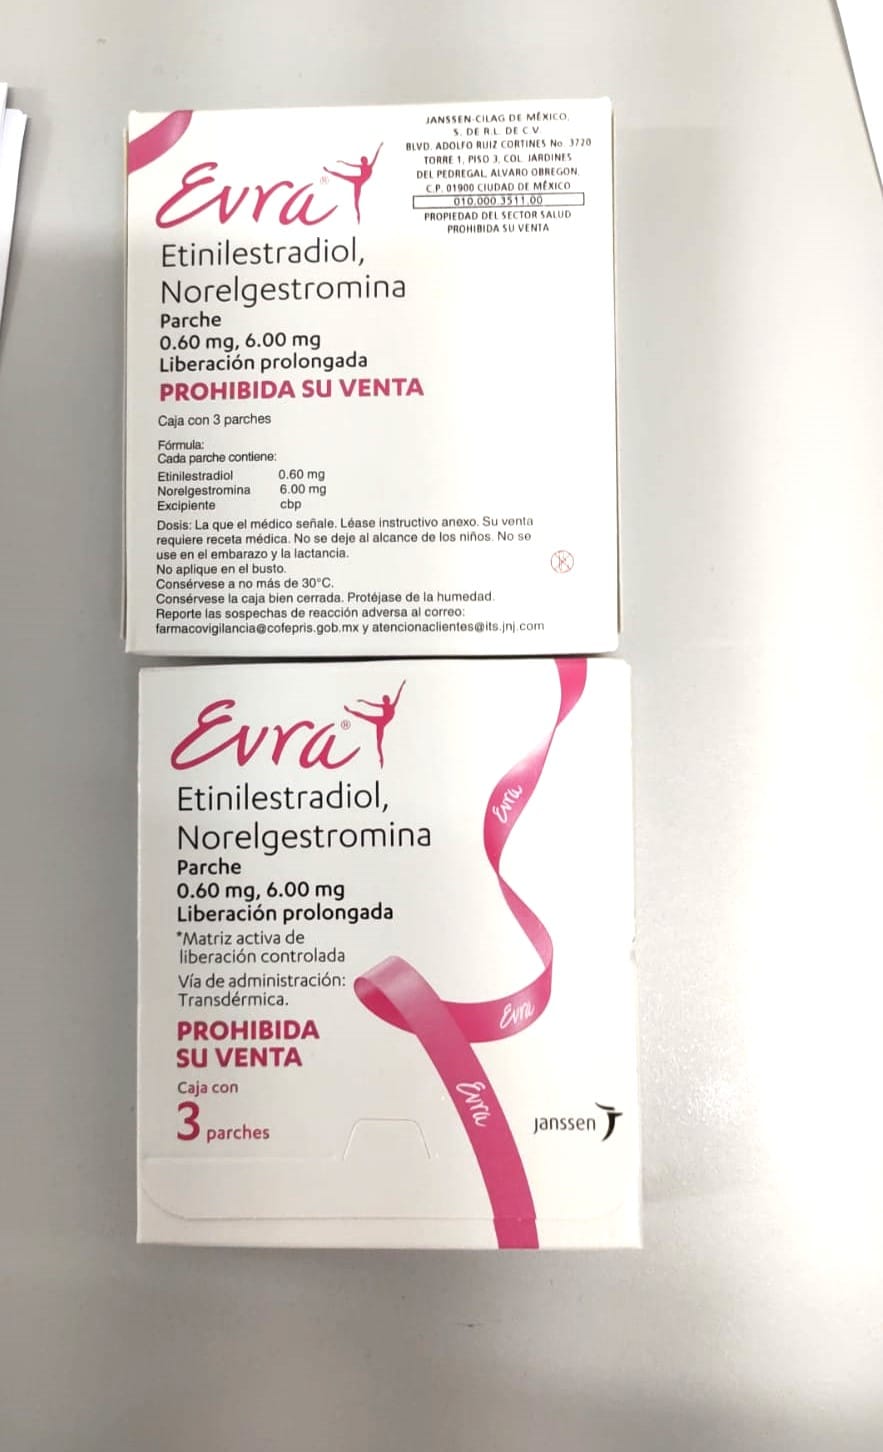 Evra®
Etinilestradiol,
Norelgestromina
Parche
0.60 mg, 6.00 mg
Liberación prolongada
PROHIBIDA SU VENTA
Caja con 3 parches
JANSSEN-CILAG DE MÉXICO,
S. DE R.L. DE C.V
BLVD. ADOLFO RUIZ CORTINES No 3720
TORRE 1, PISO 3, COL. JARDINES
DEL PEDREGAL, ALVARO OBREGON,
C.P. 01900 CIUDAD DE MÉXICO
010.000.3511.00
PROPIEDAD DEL SECTOR SALUD
PROHIBIDA SU VENTA
Fórmula:
Cada parche contiene:
Etinilestradiol 0.60 mg
Norelgestromina 6.00 mg
Excipiente cbp
Dosis: La que el médico señale. Léase instructivo anexo. Su venta
requiere receta médica. No se deje al alcance de los niños. No se
use en el embarazo y la lactancia.
No aplique en el busto.
Consérvese a no más de 30°C.
Consérvese la caja bien cerrada. Protéjase de la humedad.
Reporte las sospechas de reacción adversa al correo:
farmacovigilancia@cofepris.gob.mx y atencionaclientes@its.jnj.com
Evra®
Etinilestradiol,
Norelgestromina
Parche
0.60 mg, 6.00 mg
Liberación prolongada
*Matriz activa de
liberación controlada
Vía de administración:
Transdérmica.
PROHIBIDA
SU VENTA
Caja con
3 parches
Evra
Evra
Evra
janssen